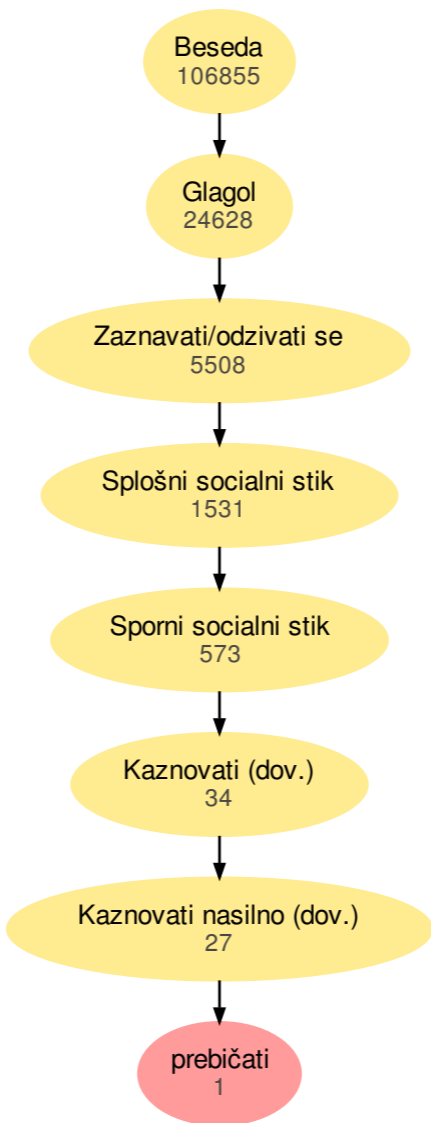 Beseda
106855
Glagol
24628
Zaznavati/odzivati se
5508
Splošni socialni stik
1531
Sporni socialni stik
573
Kaznovati (dov.)
34
Kaznovati nasilno (dov.)
27
prebičati
1